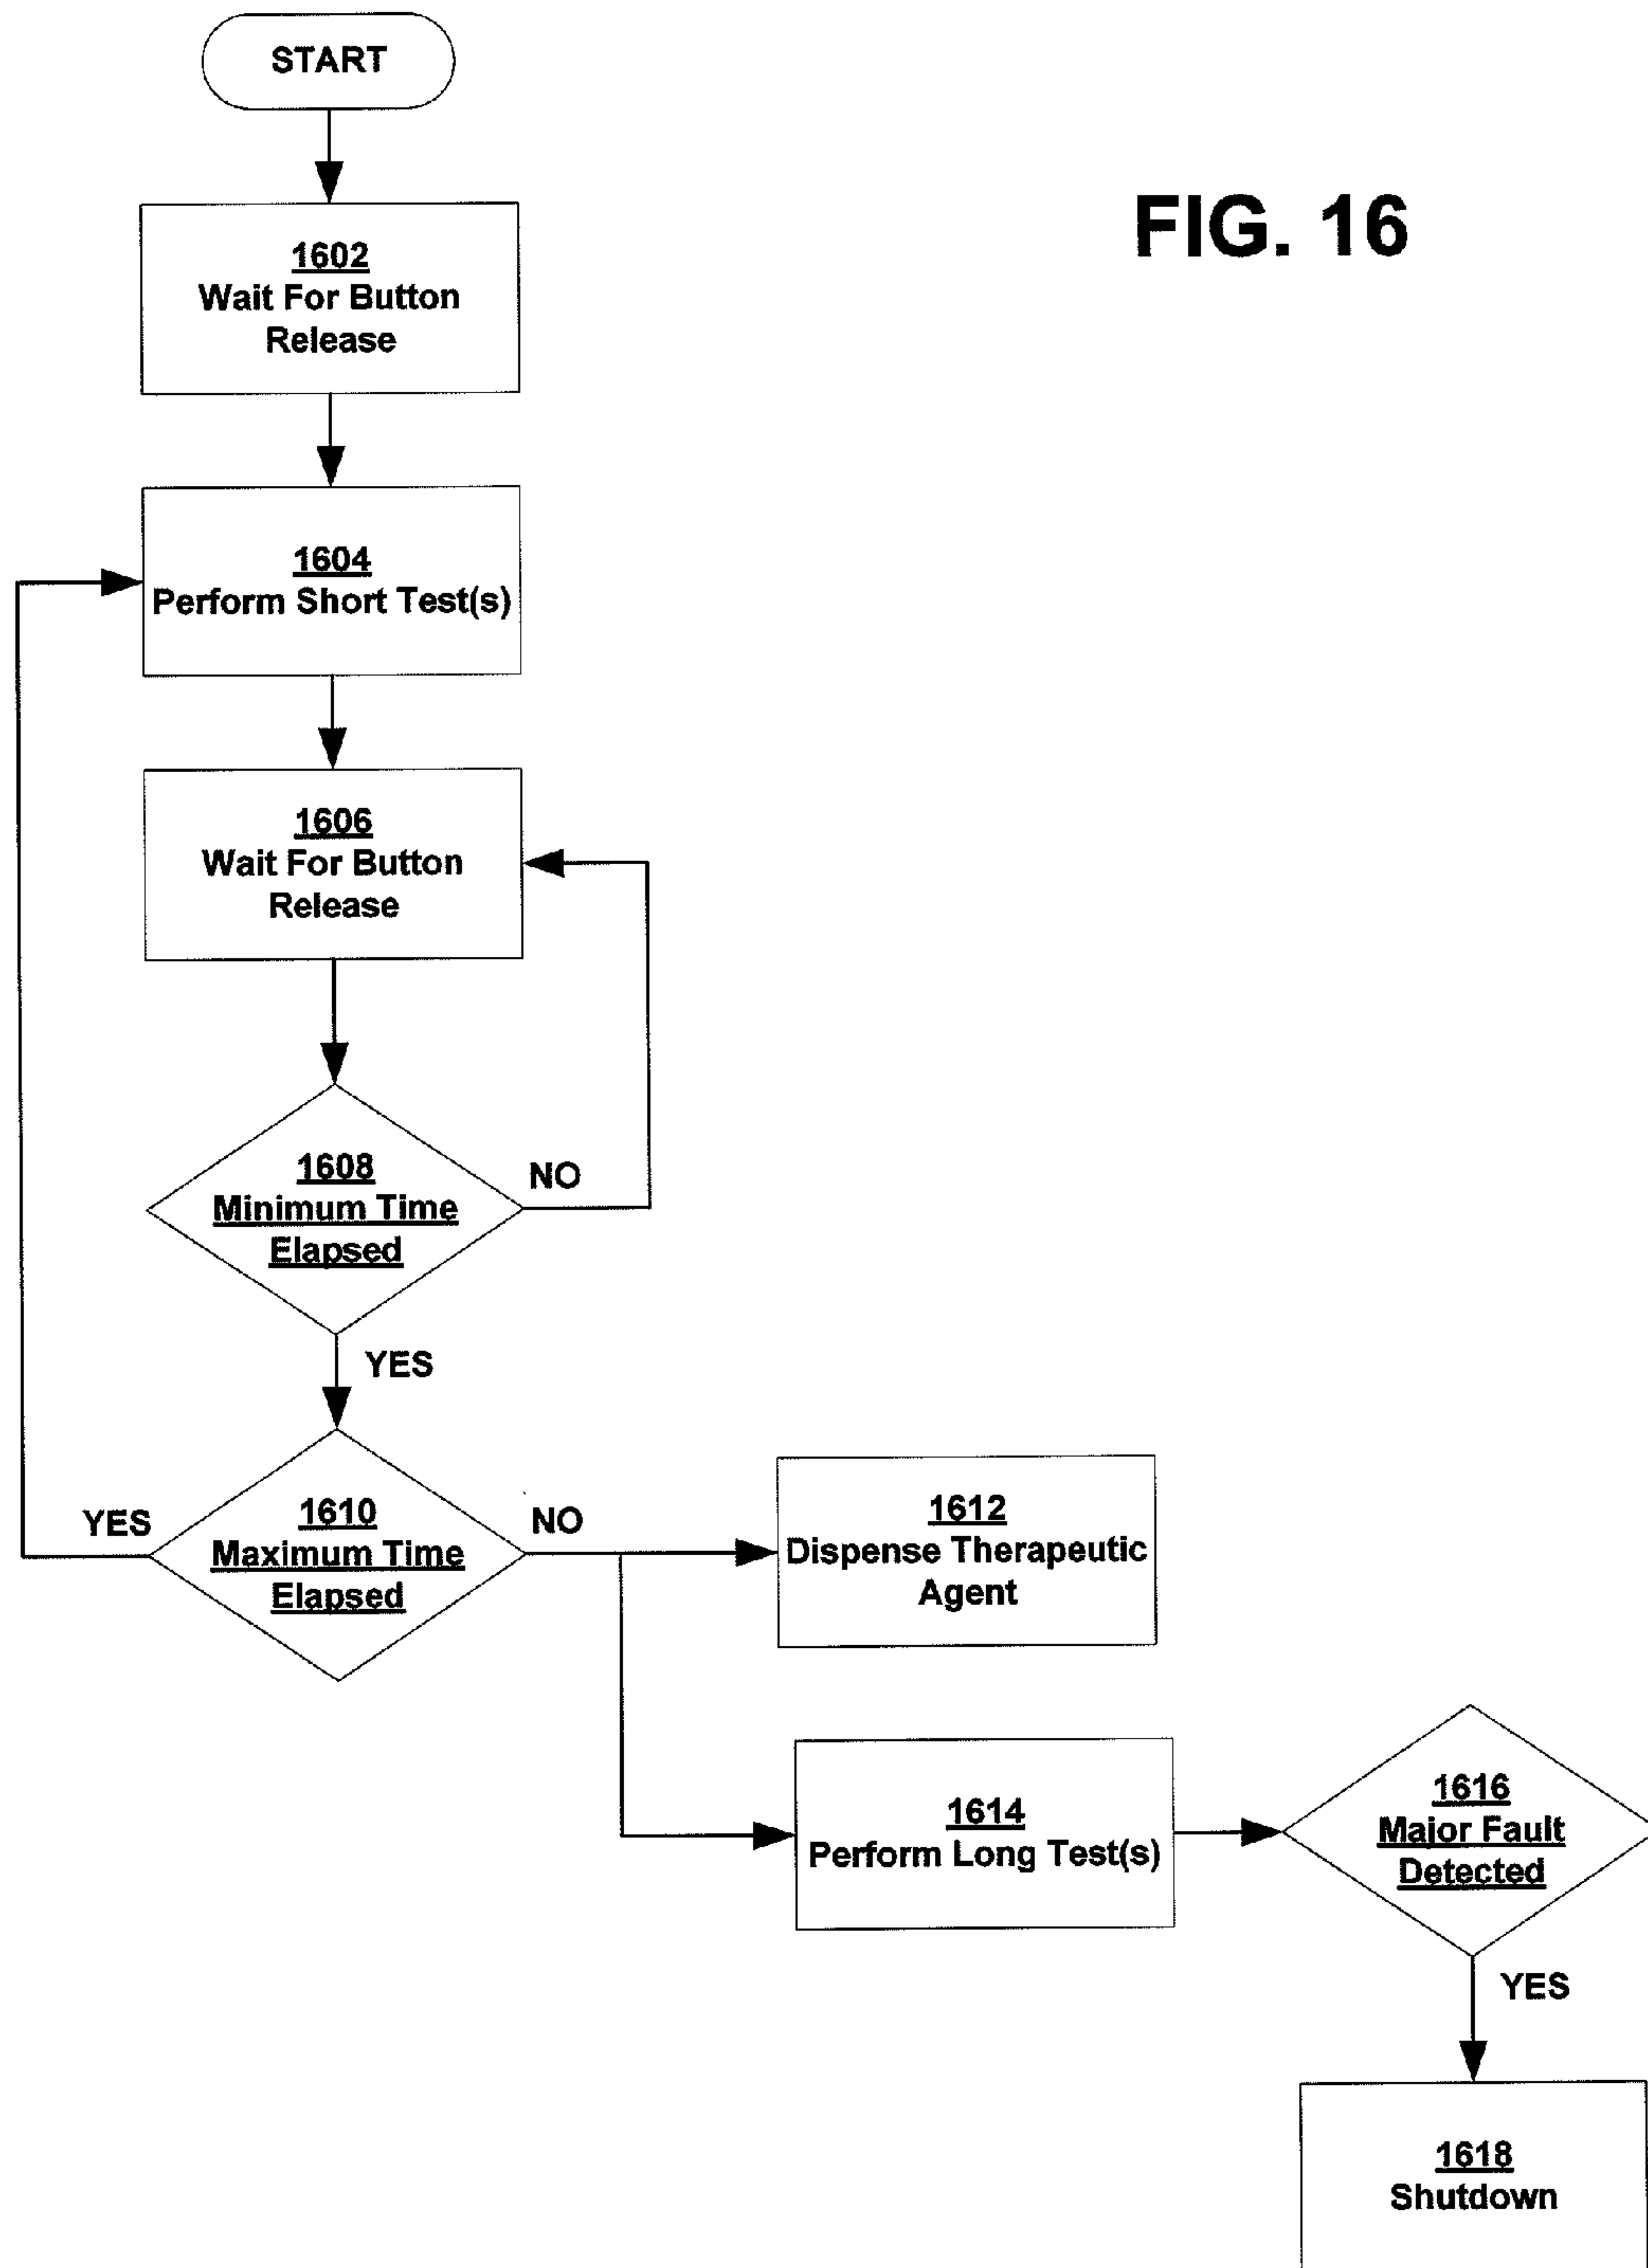 START
FIG. 16
1602
Wait For Button
Release
1604
Perform Short Test(s)
1606
Wait For Button
Release
1608
Minimum Time
Elapsed
NO
YES
1610
Maximum Time
Elapsed
YES
NO
1612
Dispense Therapeutic
Agent
1614
Perform Long Test(s)
1616
Major Fault
Detected
YES
1618
Shutdown